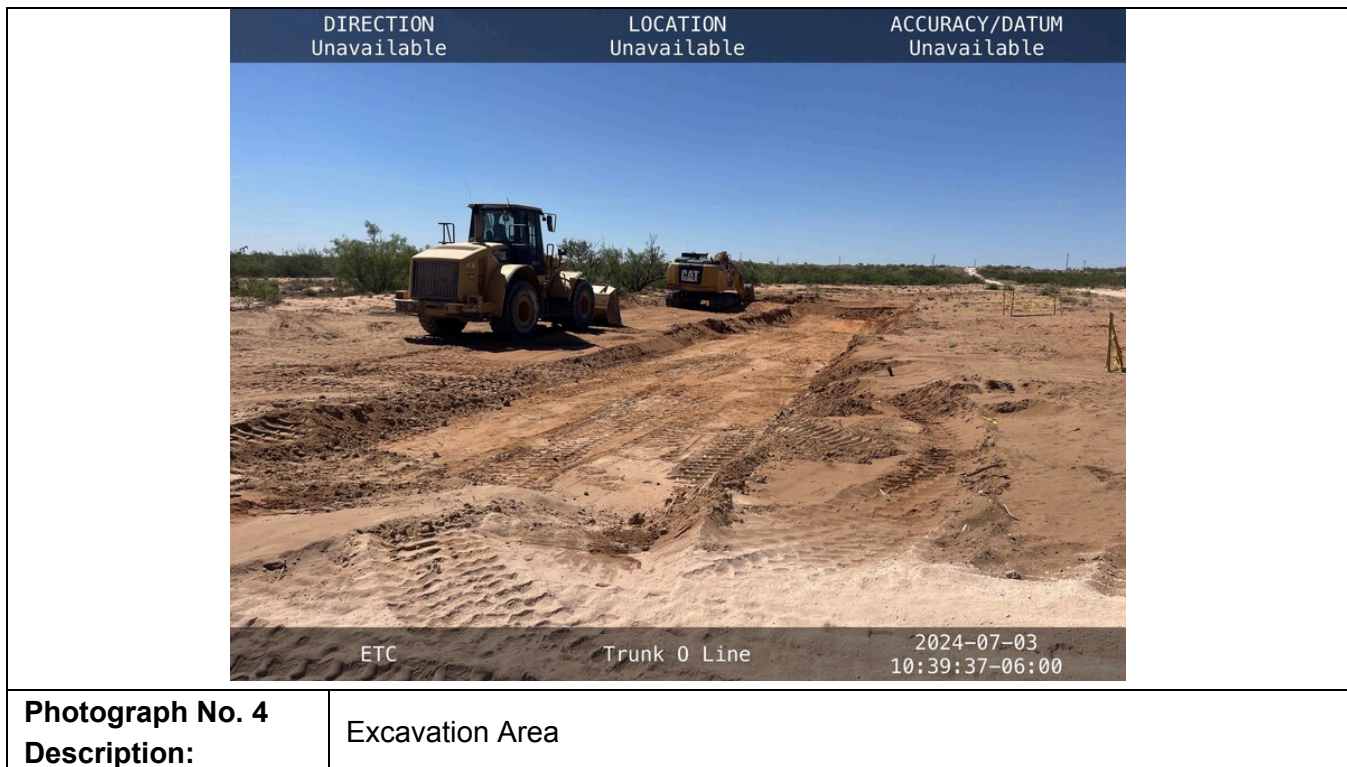 DIRECTION
Unavailable
LOCATION
Unavailable
ACCURACY/DATUM
Unavailable
CAT
ETC
Trunk O Line
2024-07-03
10:39:37-06:00
Photograph No. 4
Description:
Excavation Area